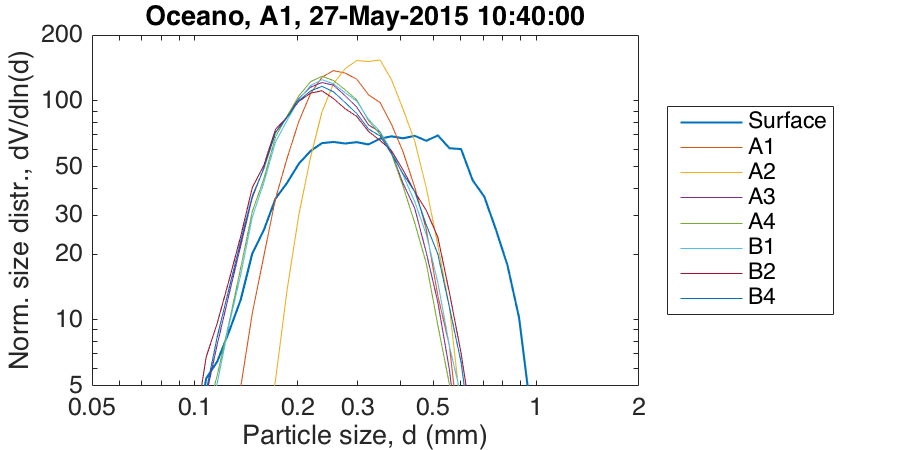 Oceano, A1, 27-May-2015 10:40:00
Norm. size distr., dV/dln(d)
200
100
50
30
20
10
5
0.05 0.1 0.2 0.3 0.5 1 2
Particle size, d (mm)
Surface
A1
A2
A3
A4
B1
B2
B4